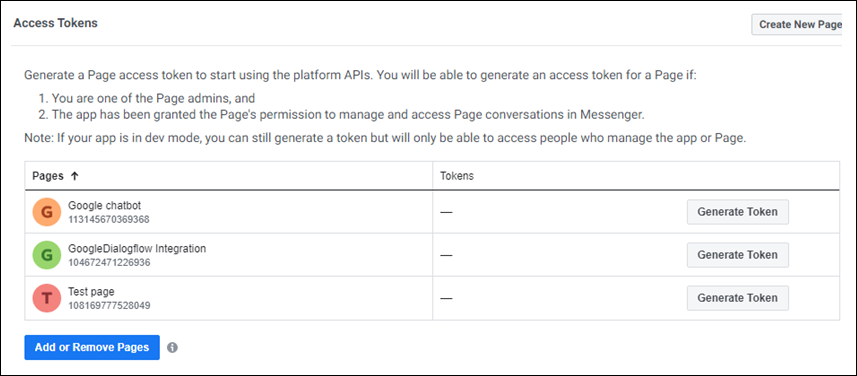 Access Tokens
Create New Page
Generate a Page access token to start using the platform APIs. You will be able to generate an access token for a Page if:
1. You are one of the Page admins, and
2. The app has been granted the Page's permission to manage and access Page conversations in Messenger.
Note: If your app is in dev mode, you can still generate a token but will only be able to access people who manage the app or Page.
Pages ↑ Tokens
G Google chatbot
113145670369368
— Generate Token
G GoogleDialogflow Integration
104672471226936
— Generate Token
T Test page
108169777528049
— Generate Token
Add or Remove Pages